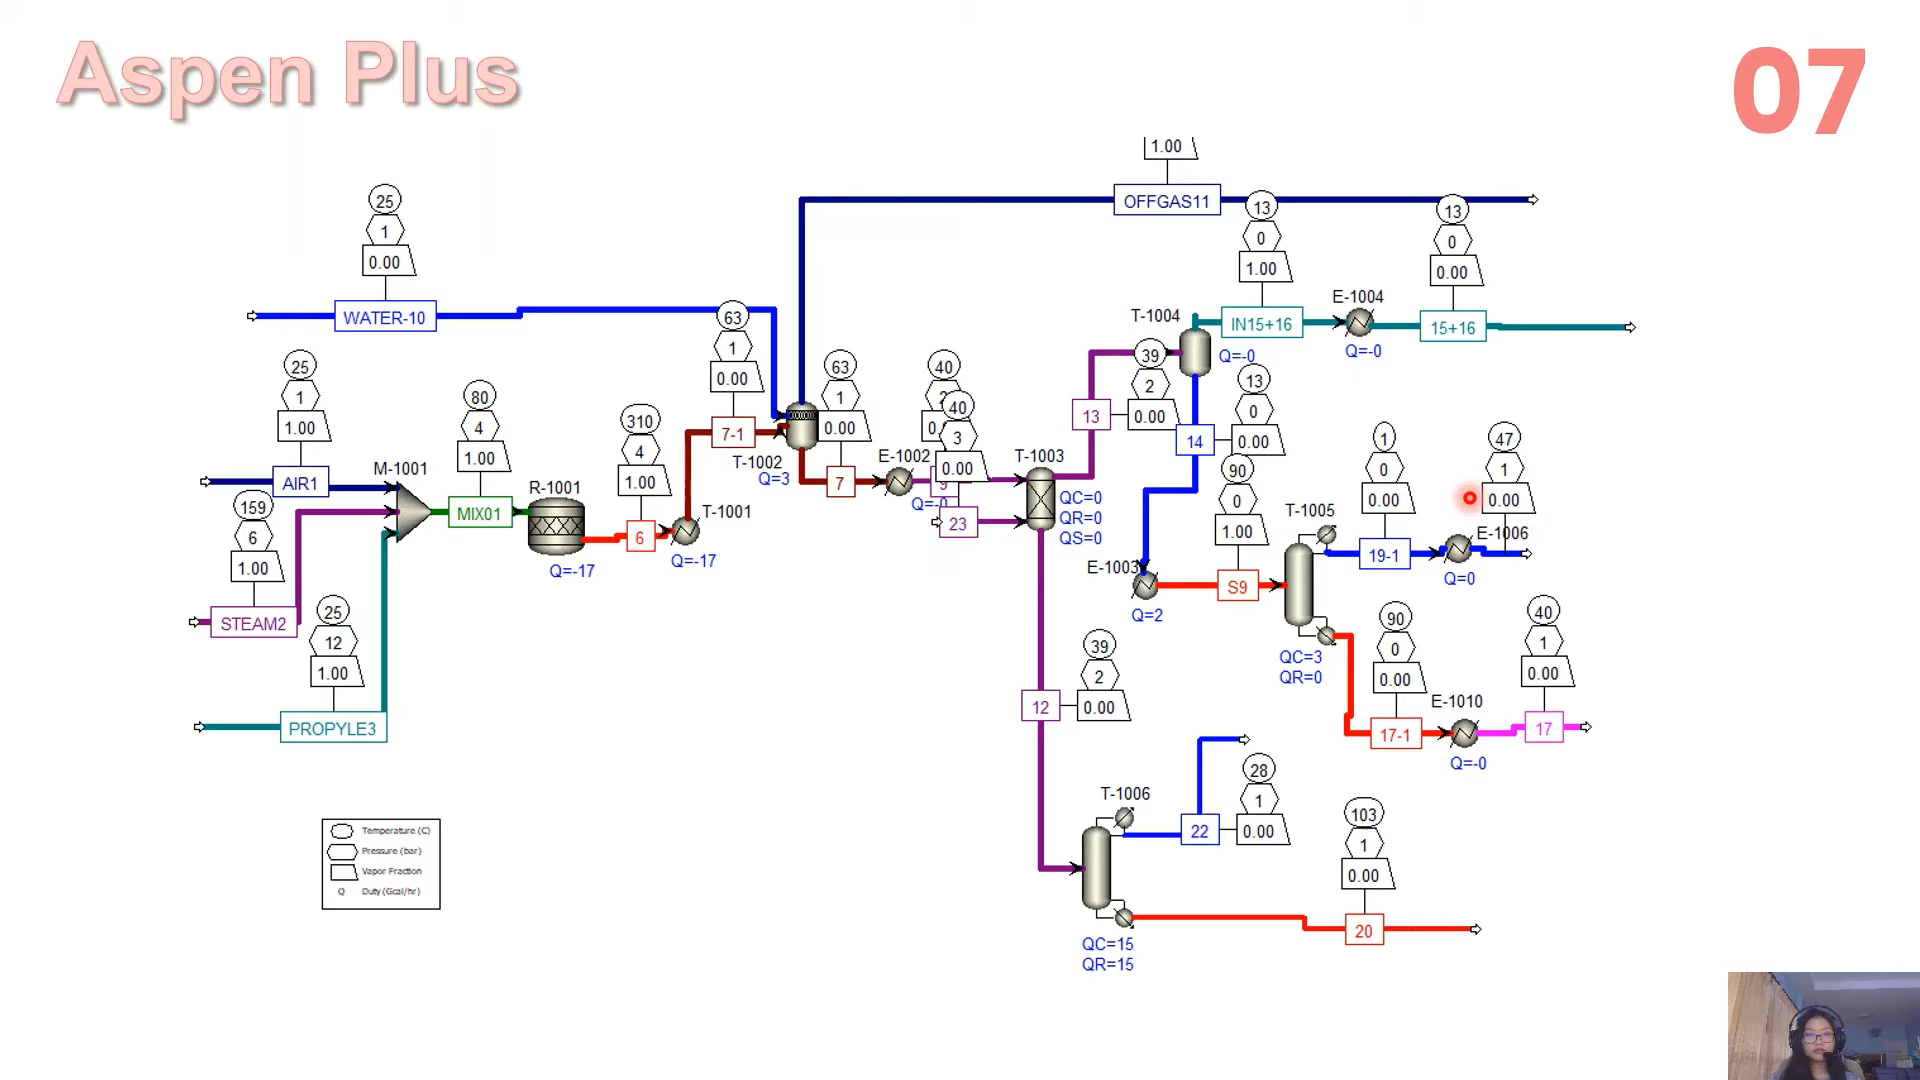 Aspen Plus
07
1.00
OFFGAS11
25
1
0.00
WATER-10
13
0
1.00
IN15+16
E-1004
Q=-0
13
0
0.00
15+16
T-1004
Q=-0
63
1
0.00
7-1
25
1
1.00
AIR1
M-1001
80
4
1.00
MIX01
R-1001
Q=-17
310
4
1.00
6
T-1001
Q=-17
T-1002
Q=3
63
1
0.00
7
E-1002
40
40
3
0.00
23
T-1003
QC=0
QR=0
QS=0
39
2
0.00
13
13
0
0.00
14
159
6
1.00
STEAM2
25
12
1.00
PROPYLE3
E-1003
Q=2
90
0
1.00
S9
T-1005
QC=3
QR=0
1
0
0.00
19-1
47
1
0.00
E-1006
Q=0
90
0
0.00
17-1
E-1010
Q=-0
40
1
0.00
17
39
2
0.00
12
T-1006
QC=15
QR=15
28
1
0.00
22
103
1
0.00
20
Temperature (C)
Pressure (bar)
Vapor Fraction
Q Duty (Gcal/hr)